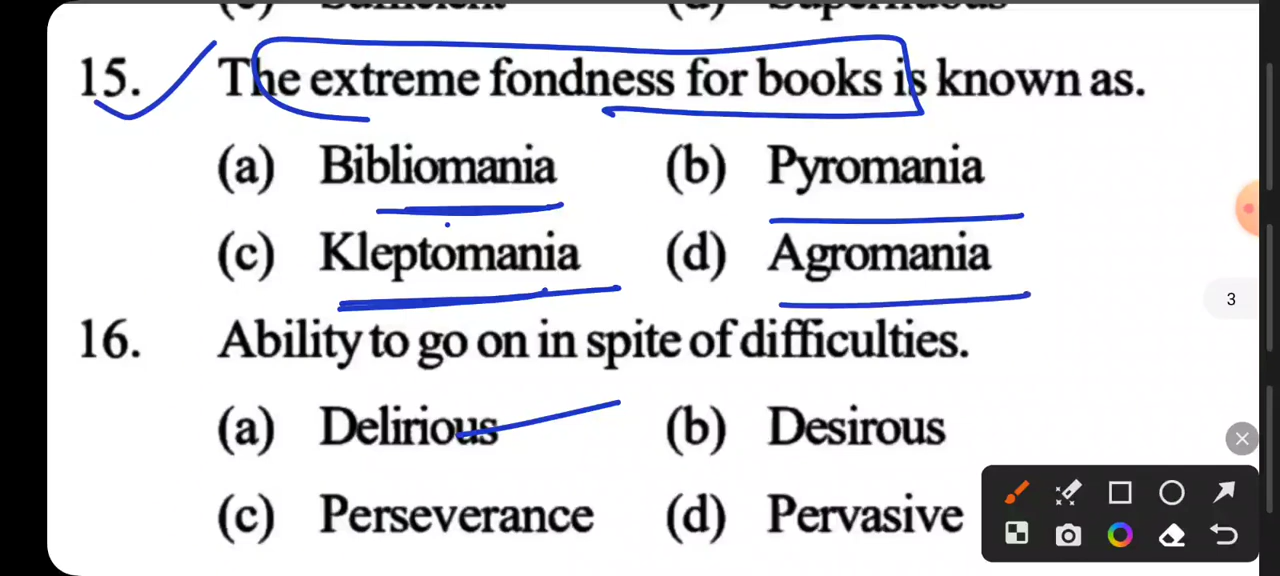 15. The extreme fondness for books is known as.
(a) Bibliomania (b) Pyromania
(c) Kleptomania (d) Agromania
3
16. Ability to go on in spite of difficulties.
(a) Delirious (b) Desirous
(c) Perseverance (d) Pervasive